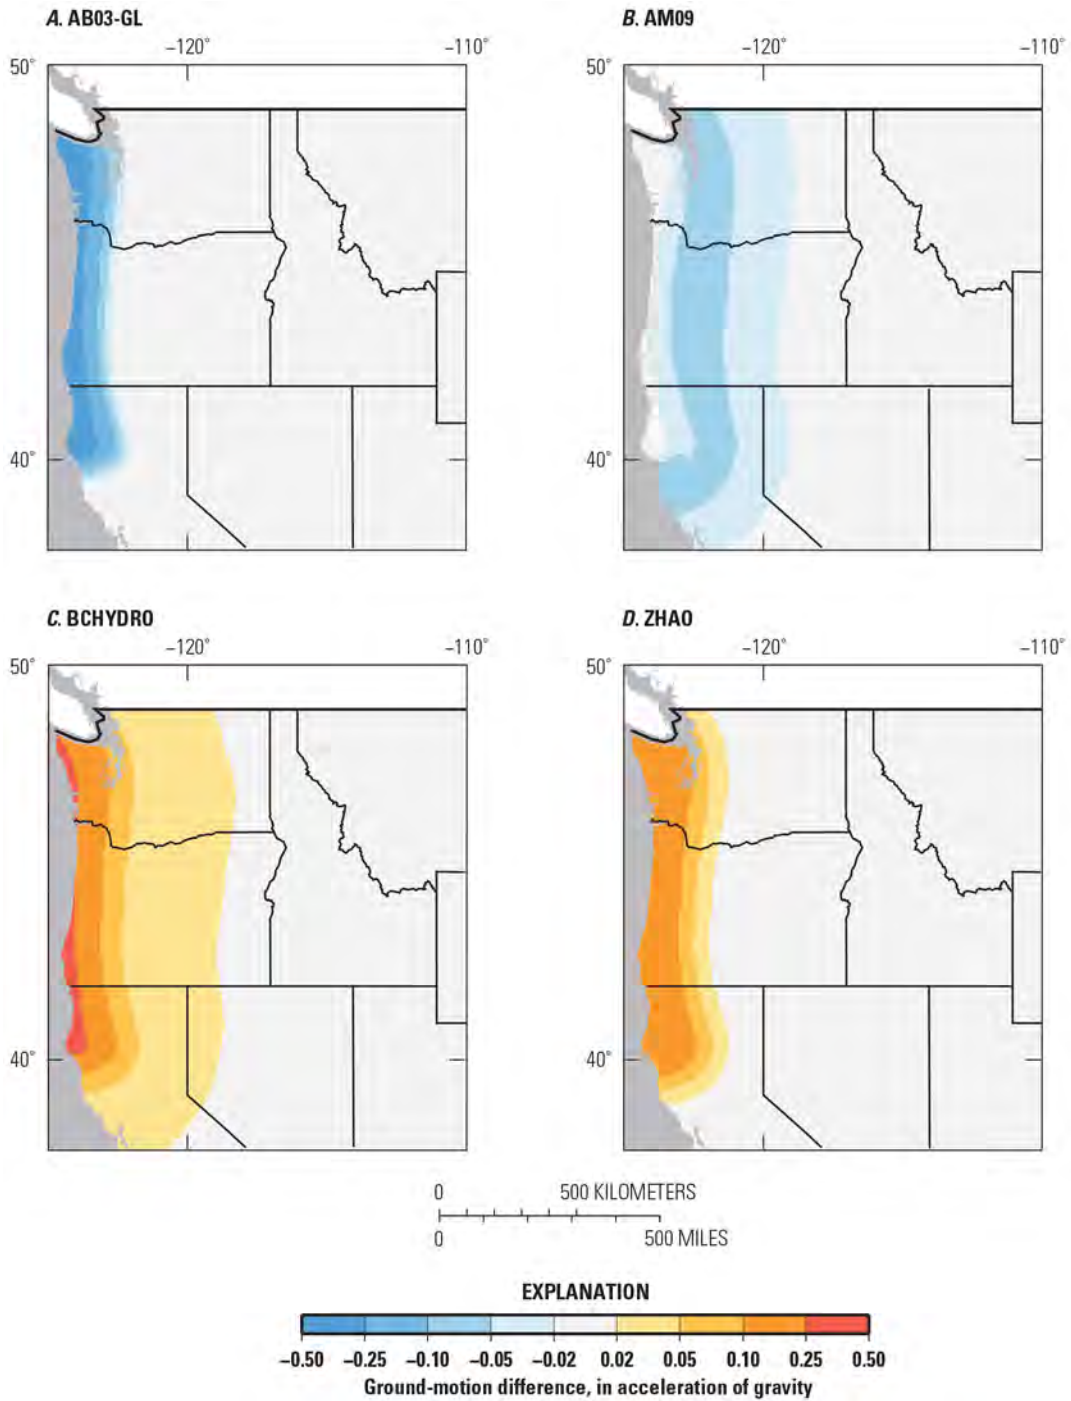 A. AB03-GL
B. AM09
−120°
−110°
−120°
−110°
50°
50°
40°
40°
C. BCHYDRO
D. ZHAO
−120°
−110°
−120°
−110°
50°
50°
40°
40°
0
500 KILOMETERS
0
500 MILES
EXPLANATION
−0.50 −0.25 −0.10 −0.05 −0.02 0.02 0.05 0.10 0.25 0.50
Ground-motion difference, in acceleration of gravity